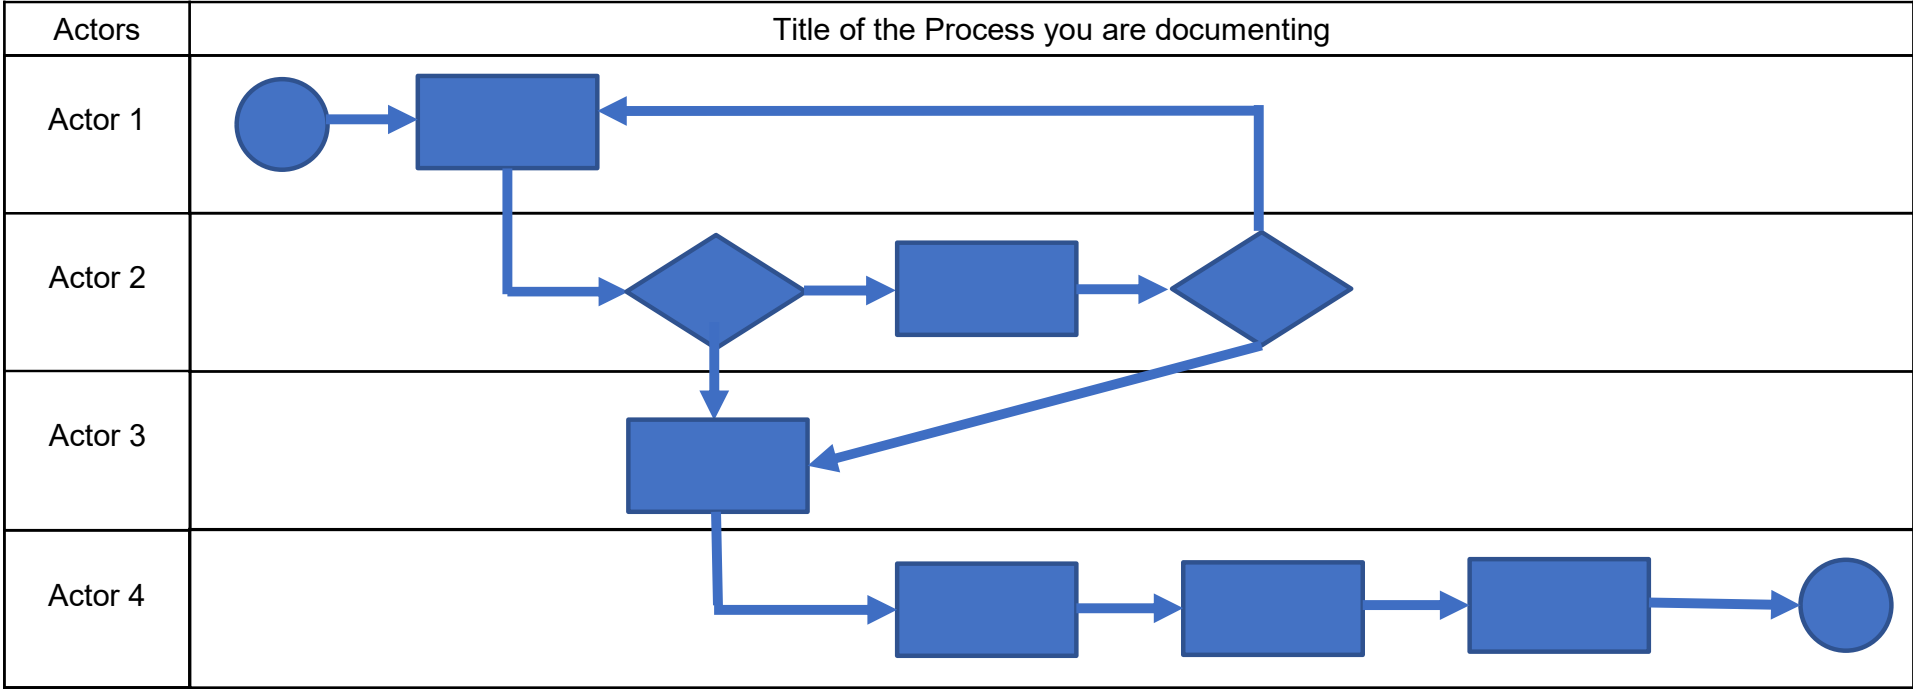 Actors
Title of the Process you are documenting
Actor 1
Actor 2
Actor 3
Actor 4